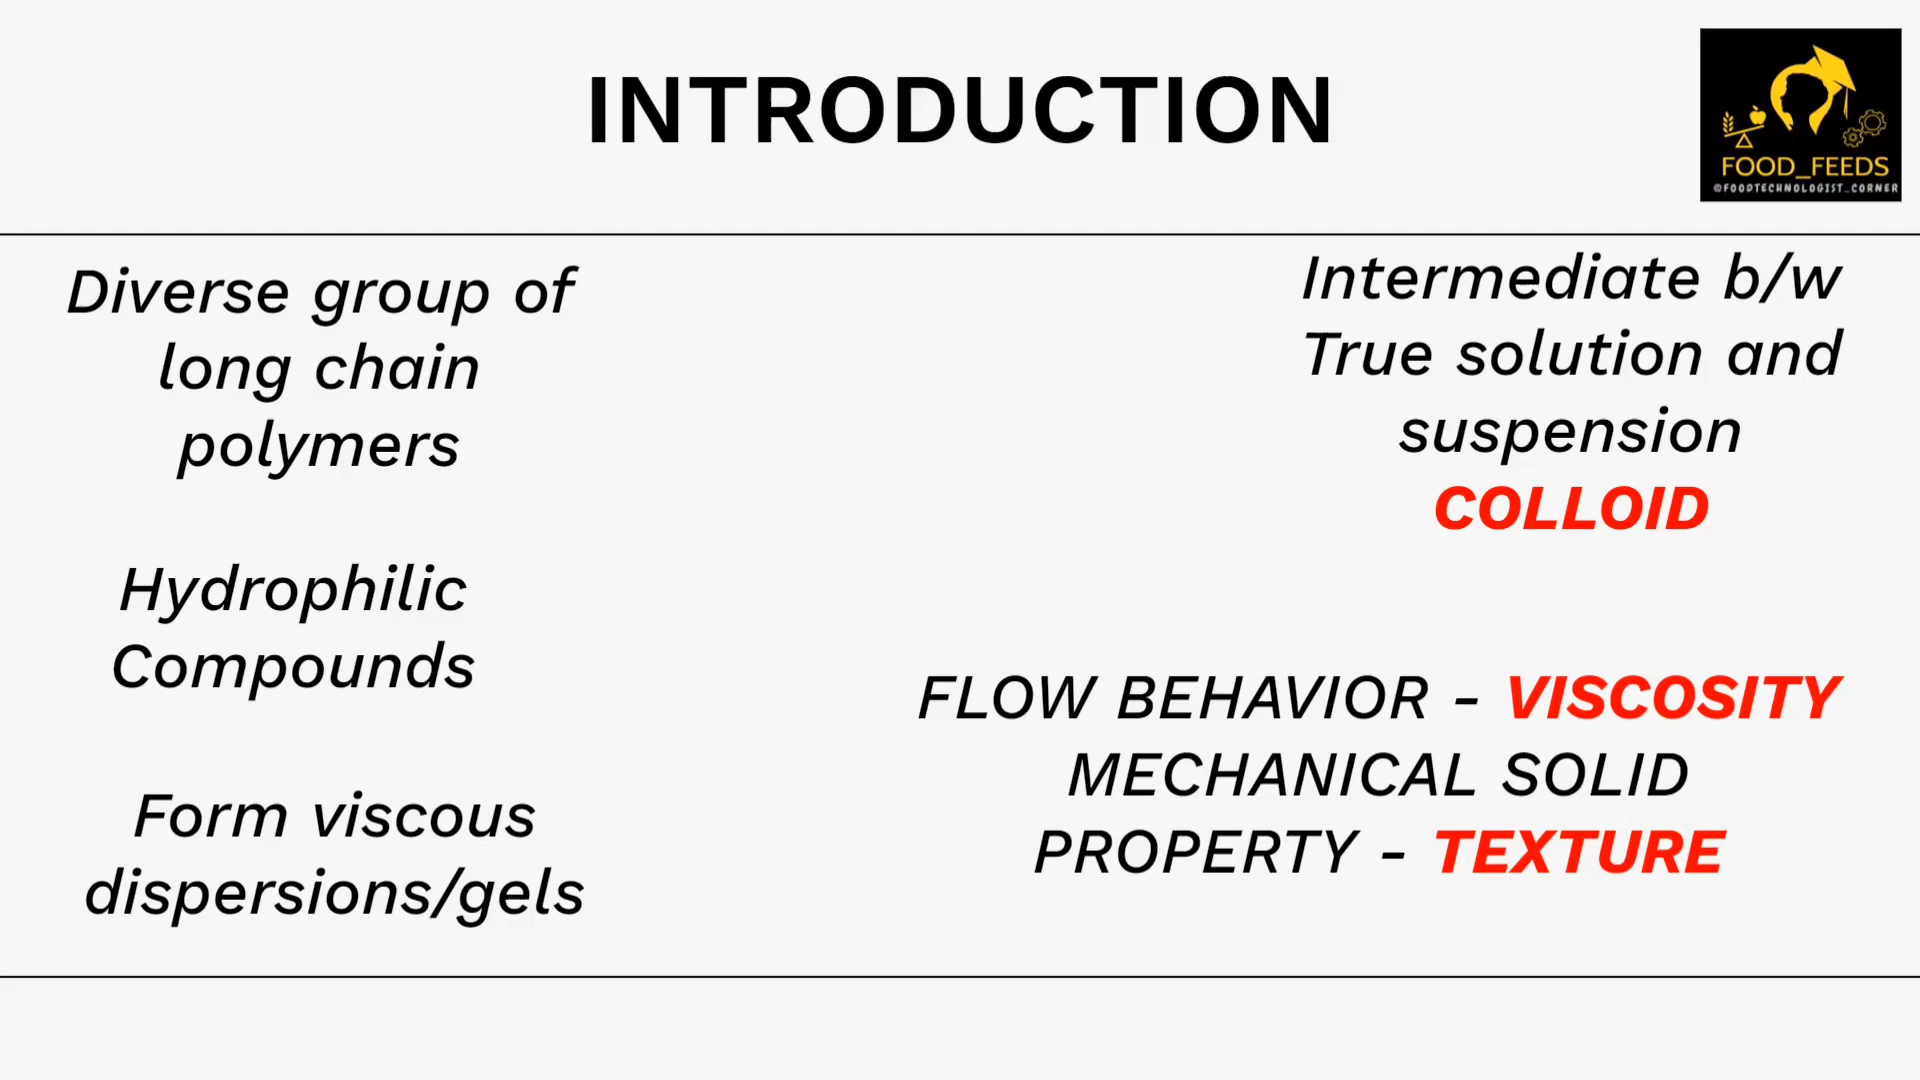 INTRODUCTION
FOOD_FEEDS
@FOODTECHNOLOGIST_CORNER
Diverse group of
long chain
polymers
Hydrophilic
Compounds
Form viscous
dispersions/gels
Intermediate b/w
True solution and
suspension
COLLOID
FLOW BEHAVIOR - VISCOSITY
MECHANICAL SOLID
PROPERTY - TEXTURE